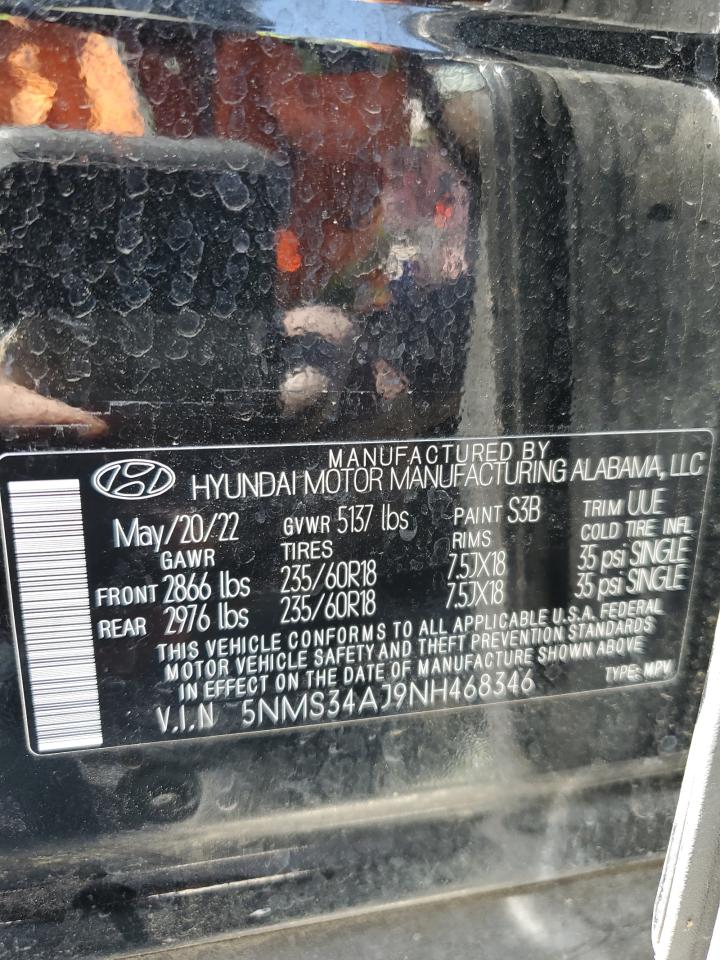 MANUFACTURED BY
HYUNDAI MOTOR MANUFACTURING ALABAMA, LLC
May/20/22 GVWR 5137 lbs PAINT S3B TRIM UUE
GAWR TIRES RIMS COLD TIRE INFL
FRONT 2866 lbs 235/60R18 7.5JX18 35 psi SINGLE
REAR 2976 lbs 235/60R18 7.5JX18 35 psi SINGLE
THIS VEHICLE CONFORMS TO ALL APPLICABLE U.S.A. FEDERAL
MOTOR VEHICLE SAFETY AND THEFT PREVENTION STANDARDS
IN EFFECT ON THE DATE OF MANUFACTURE SHOWN ABOVE
V.I.N 5NMS34AJ9NH468346 TYPE: MPV